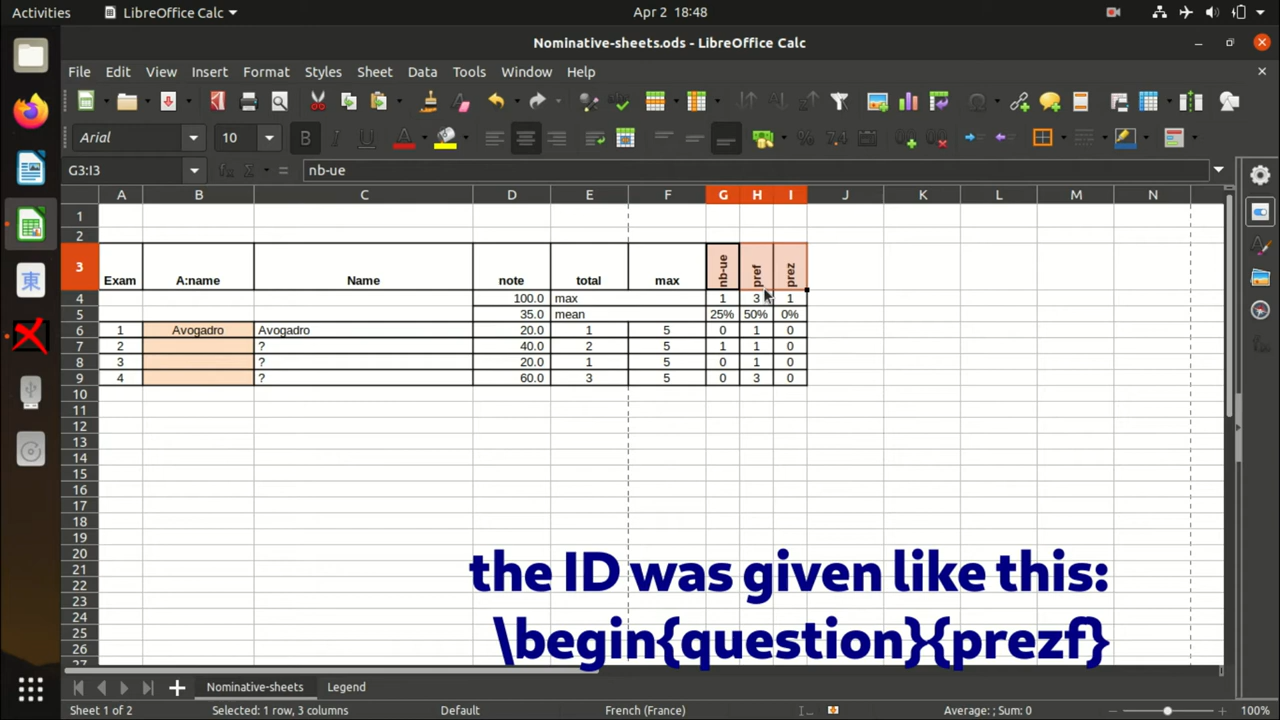 Activities LibreOffice Calc Apr 2 18:48
Nominative-sheets.ods - LibreOffice Calc
File Edit View Insert Format Styles Sheet Data Tools Window Help
Arial 10
G3:I3 nb-ue
A B C D E F G H I J K L M N
1
2
3 Exam A:name Name note total max nb-ue pref prez
4 100.0 max 1 3 1
5 35.0 mean 25% 50% 0%
6 1 Avogadro Avogadro 20.0 1 5 0 1 0
7 2 ? 40.0 2 5 1 1 0
8 3 ? 20.0 1 5 0 1 0
9 4 ? 60.0 3 5 0 3 0
10
11
12
13
14
15
16
17
18
19
20
21
22
23
24
25
26
27
the ID was given like this:
\begin{question}{prezf}
Nominative-sheets Legend
Sheet 1 of 2 Selected: 1 row, 3 columns Default French (France) Average: ; Sum: 0 100%